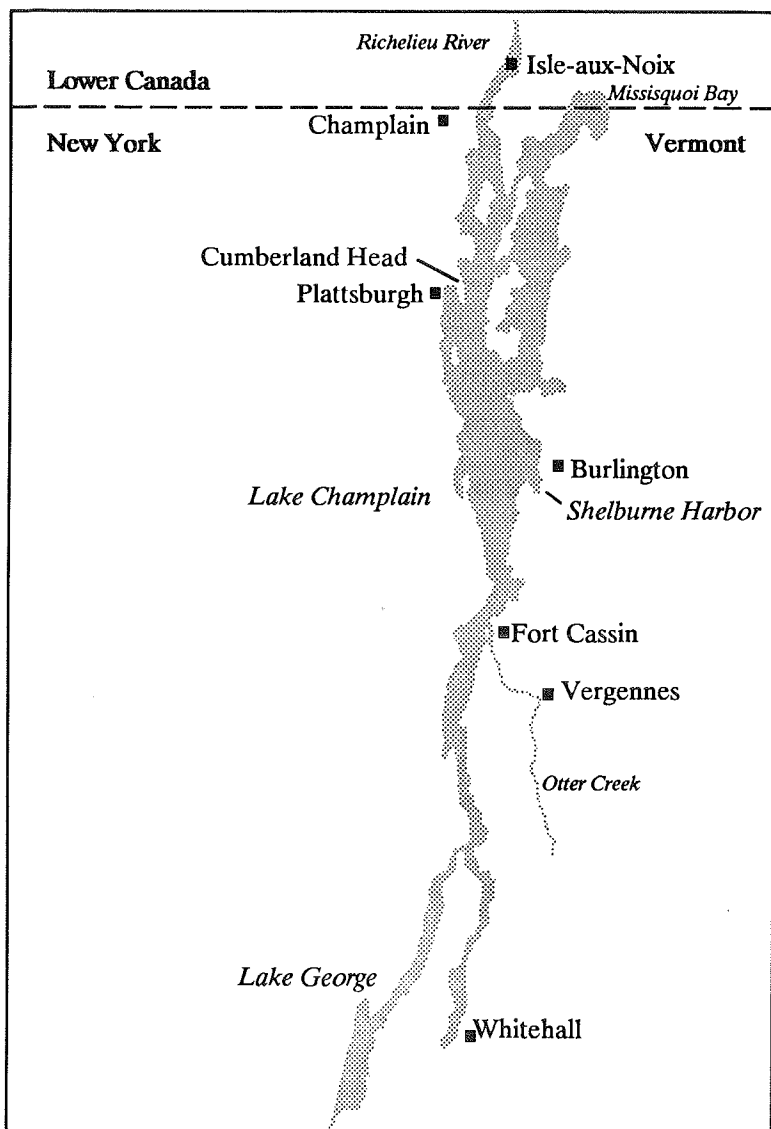 Richelieu River
Isle-aux-Noix
Lower Canada
Missisquoi Bay
Champlain
New York
Vermont
Cumberland Head
Plattsburgh
Burlington
Lake Champlain
Shelburne Harbor
Fort Cassin
Vergennes
Otter Creek
Lake George
Whitehall